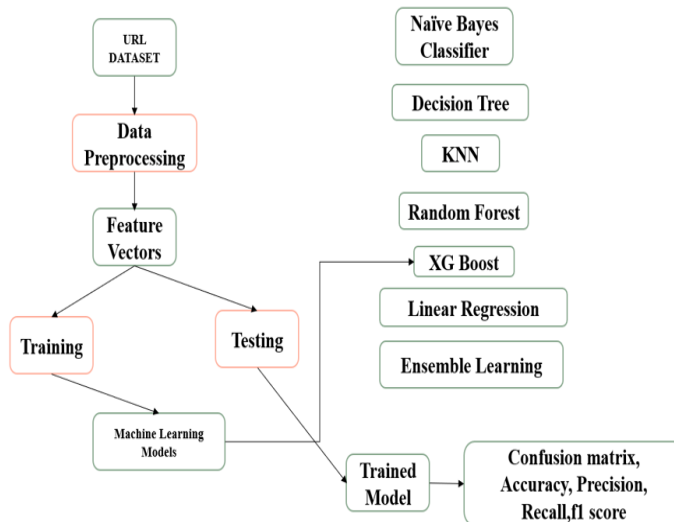 URL
DATASET
Data
Preprocessing
Feature
Vectors
Training
Testing
Machine Learning
Models
Naïve Bayes
Classifier
Decision Tree
KNN
Random Forest
XG Boost
Linear Regression
Ensemble Learning
Trained
Model
Confusion matrix,
Accuracy, Precision,
Recall,f1 score